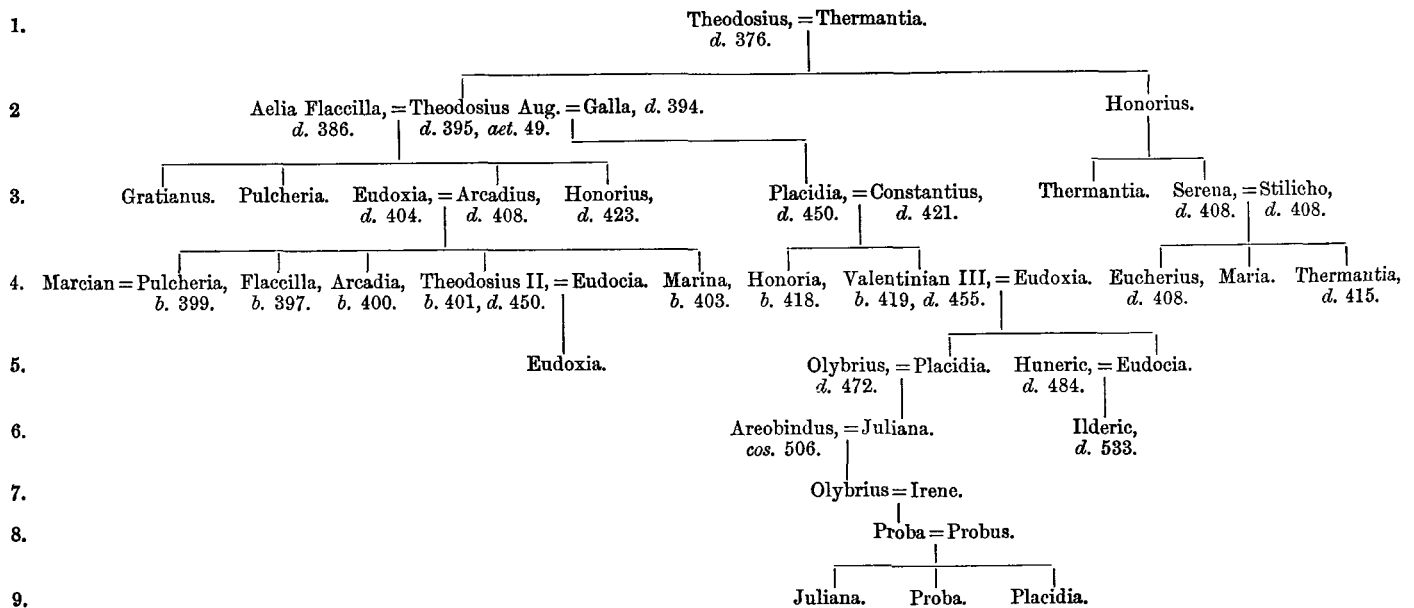 1. Theodosius, = Thermantia.
d. 376.
2 Aelia Flaccilla, = Theodosius Aug. = Galla, d. 394. Honorius.
d. 386. d. 395, aet. 49.
3. Gratianus. Pulcheria. Eudoxia, = Arcadius, Honorius, Placidia, = Constantius, Thermantia. Serena, = Stilicho,
d. 404. d. 408. d. 423. d. 450. d. 421. d. 408. d. 408.
4. Marcian = Pulcheria, Flaccilla, Arcadia, Theodosius II, = Eudocia. Marina, Honoria, Valentinian III, = Eudoxia. Eucherius, Maria. Thermantia,
b. 399. b. 397. b. 400. b. 401, d. 450. b. 403. b. 418. b. 419, d. 455. d. 408. d. 415.
5. Eudoxia. Olybrius, = Placidia. Huneric, = Eudocia.
d. 472. d. 484.
6. Areobindus, = Juliana. Ilderic,
cos. 506. d. 533.
7. Olybrius = Irene.
8. Proba = Probus.
9. Juliana. Proba. Placidia.